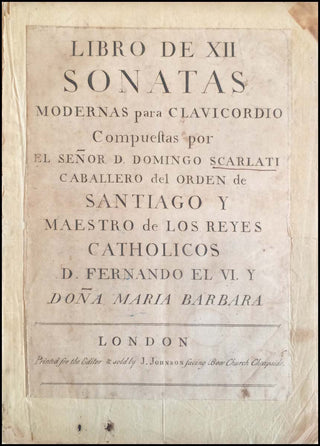 LIBRO DE XII
SONATAS
MODERNAS para CLAVICORDIO
Compueſtas por
EL SEÑOR D. DOMINGO SCARLATI
CABALLERO del ORDEN de
SANTIAGO Y
MAESTRO de LOS REYES
CATHOLICOS
D. FERNANDO EL VI. Y
DOÑA MARIA BARBARA
LONDON
Printed for the Editor & sold by J. JOHNSON facing Bow Church Cheapside